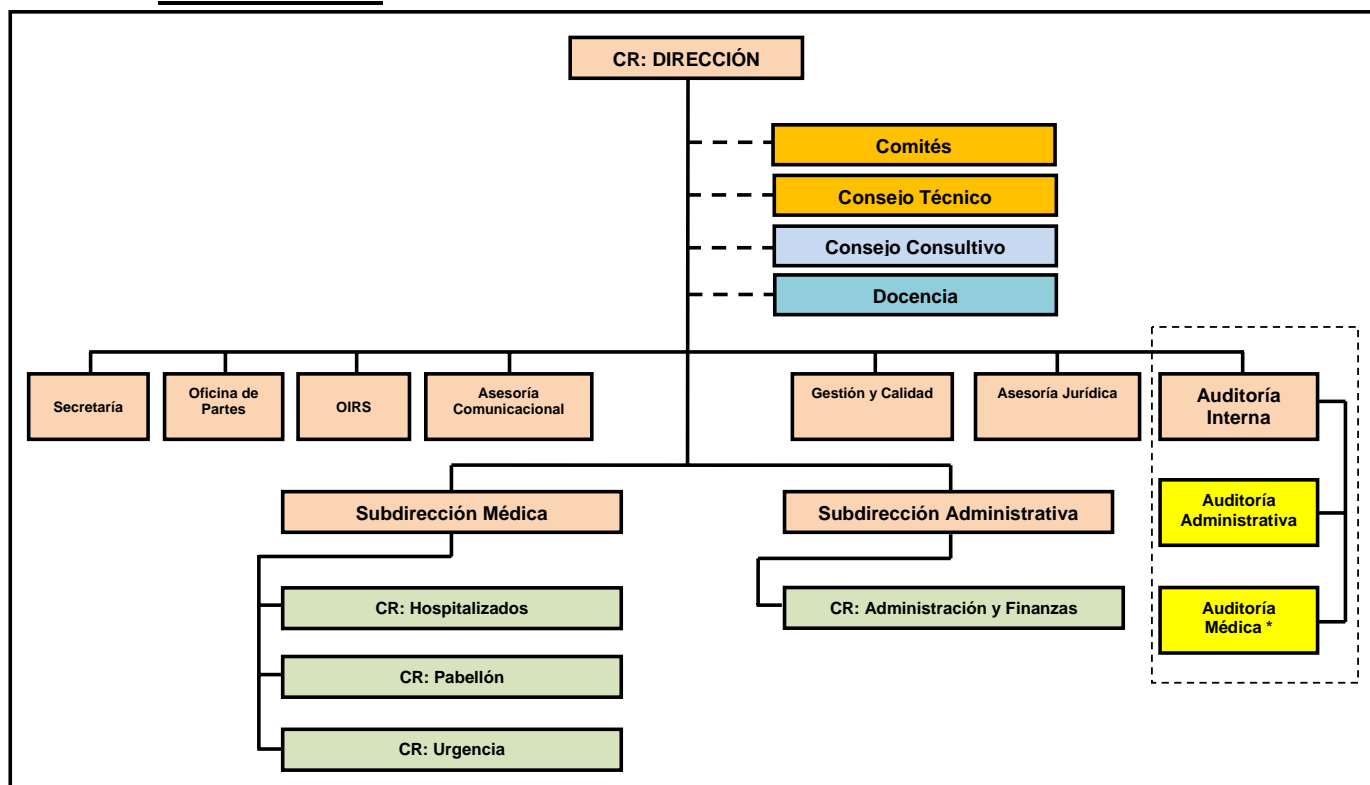 CR: DIRECCIÓN
Comités
Consejo Técnico
Consejo Consultivo
Docencia
Secretaría
Oficina de
Partes
OIRS
Asesoría
Comunicacional
Gestión y Calidad
Asesoría Jurídica
Auditoría
Interna
Subdirección Médica
Subdirección Administrativa
Auditoría
Administrativa
CR: Hospitalizados
CR: Administración y Finanzas
Auditoría
Médica *
CR: Pabellón
CR: Urgencia